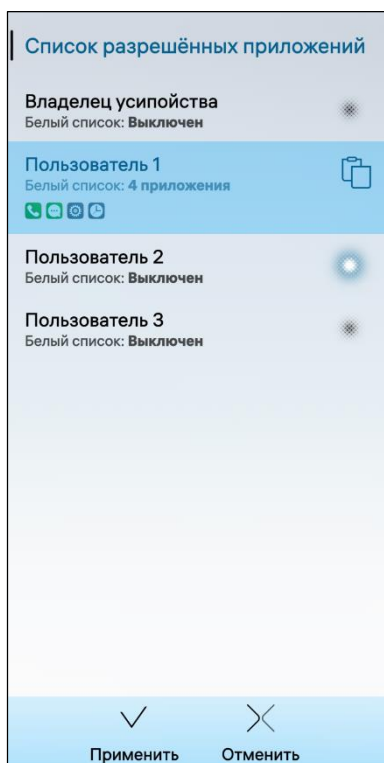 Список разрешённых приложений
Владелец усипойства
Белый список: Выключен
Пользователь 1
Белый список: 4 приложения
Пользователь 2
Белый список: Выключен
Пользователь 3
Белый список: Выключен
Применить Отменить